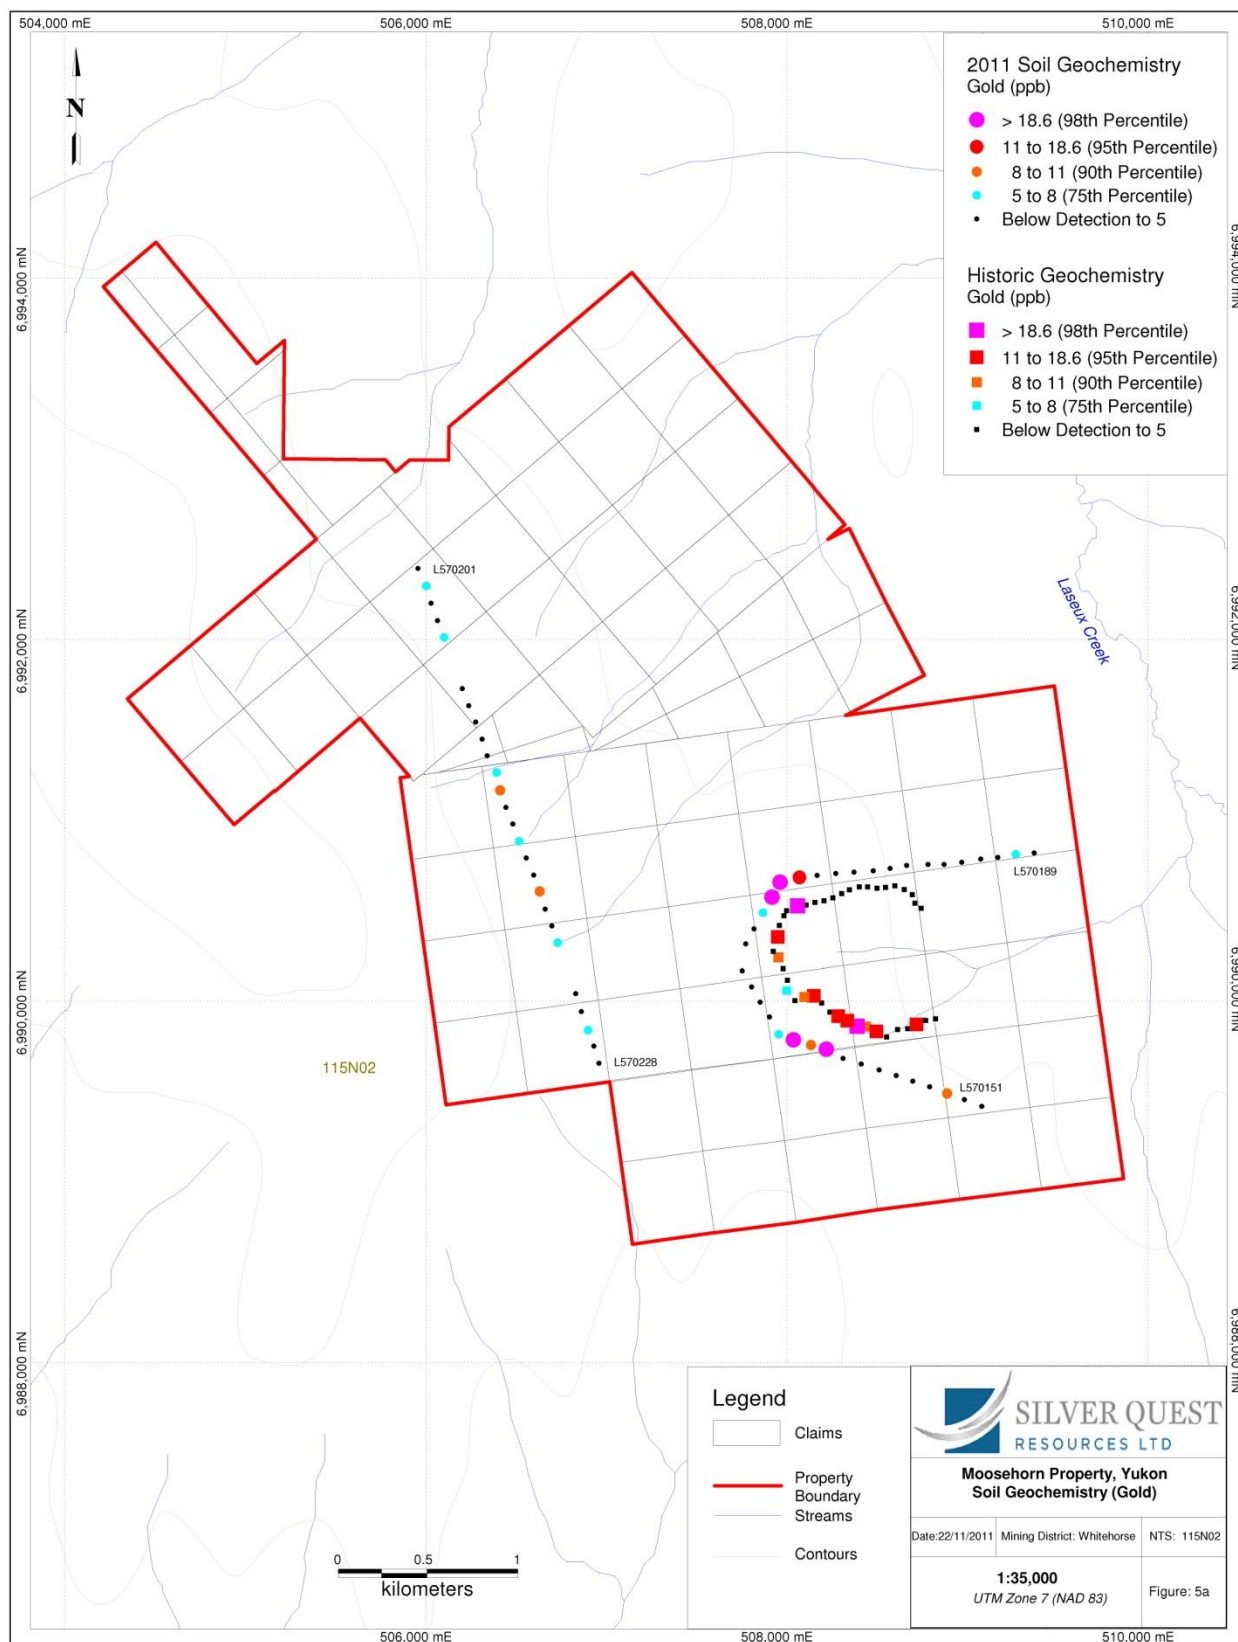 504,000 mE
506,000 mE
508,000 mE
510,000 mE
N
2011 Soil Geochemistry
Gold (ppb)
> 18.6 (98th Percentile)
11 to 18.6 (95th Percentile)
8 to 11 (90th Percentile)
5 to 8 (75th Percentile)
Below Detection to 5
Historic Geochemistry
Gold (ppb)
> 18.6 (98th Percentile)
11 to 18.6 (95th Percentile)
8 to 11 (90th Percentile)
5 to 8 (75th Percentile)
Below Detection to 5
6,994,000 mN
6,994,000 mN
L570201
Laseux Creek
6,992,000 mN
6,992,000 mN
L570189
6,990,000 mN
6,990,000 mN
L570228
115N02
L570151
6,988,000 mN
6,988,000 mN
Legend
Claims
Property
Boundary
Streams
Contours
0 0.5 1
kilometers
SILVER QUEST
RESOURCES LTD
Moosehorn Property, Yukon
Soil Geochemistry (Gold)
Date:22/11/2011 Mining District: Whitehorse NTS: 115N02
1:35,000
UTM Zone 7 (NAD 83)
Figure: 5a
506,000 mE
508,000 mE
510,000 mE